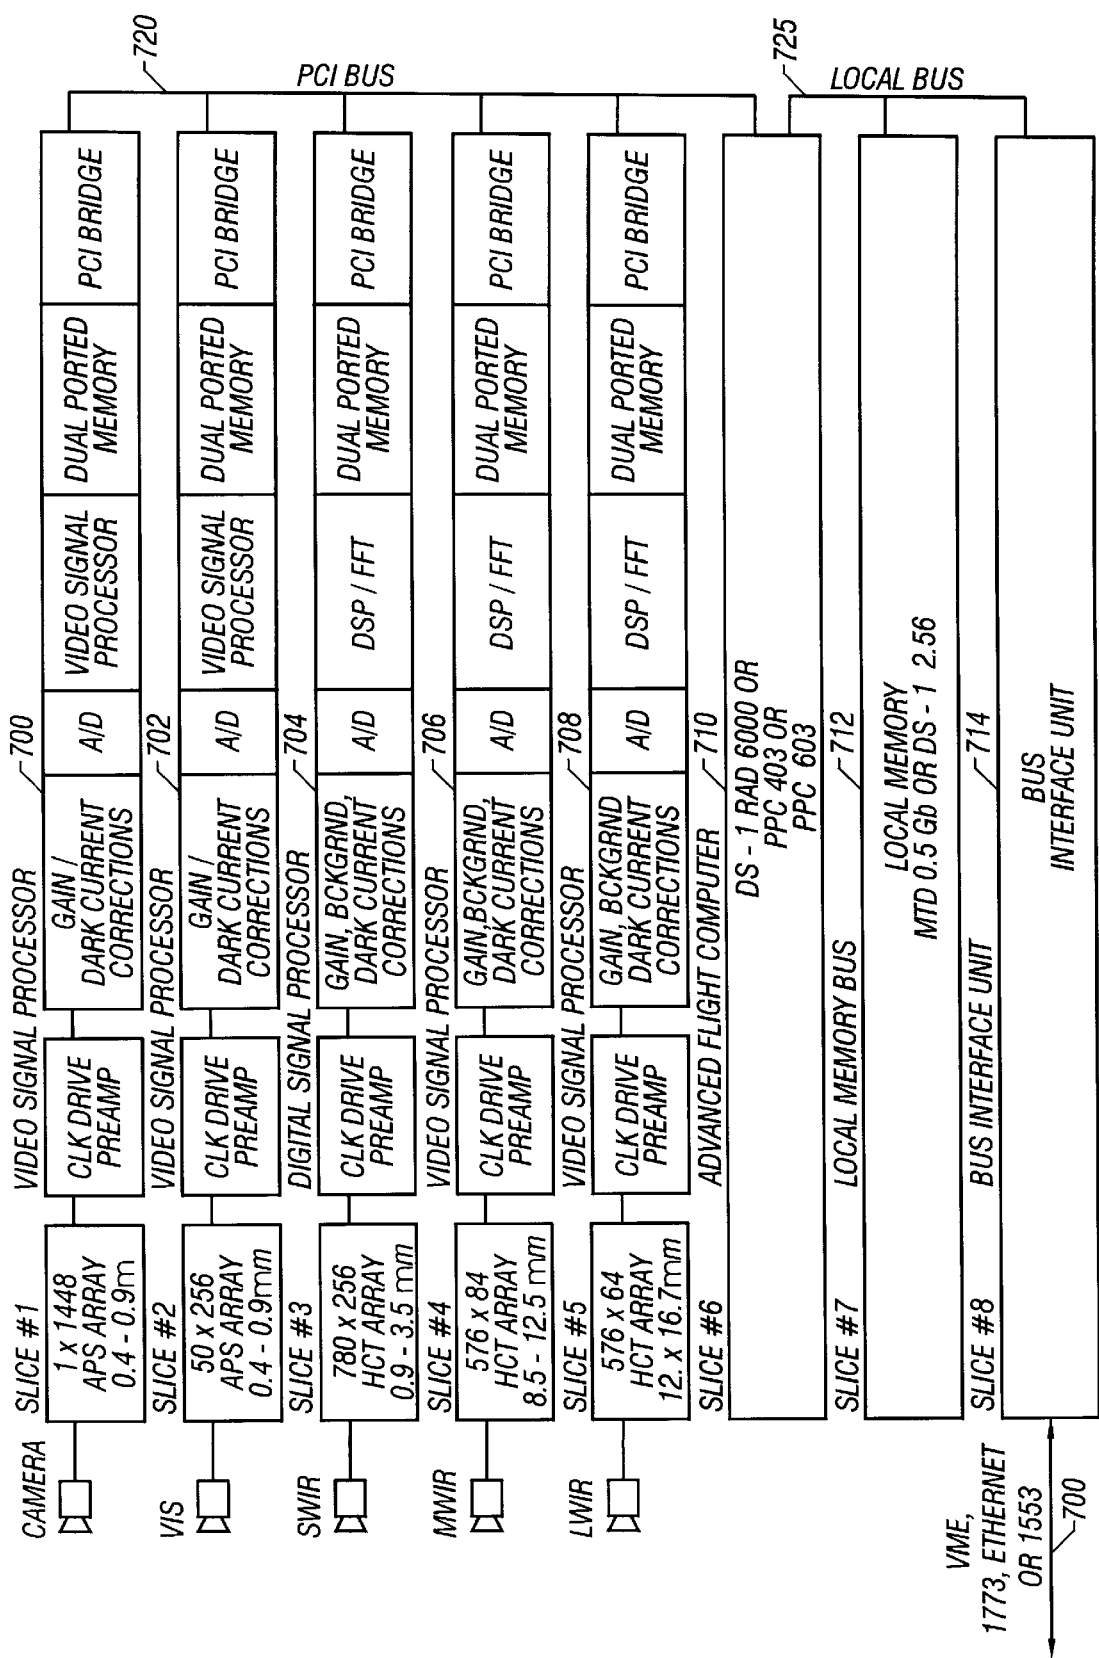 CAMERA
SLICE #1
VIDEO SIGNAL PROCESSOR
700
1 x 1448
APS ARRAY
0.4 - 0.9m
CLK DRIVE
PREAMP
GAIN /
DARK CURRENT
CORRECTIONS
A/D
VIDEO SIGNAL
PROCESSOR
DUAL PORTED
MEMORY
PCI BRIDGE
720
PCI BUS
VIS
SLICE #2
VIDEO SIGNAL PROCESSOR
702
50 x 256
APS ARRAY
0.4 - 0.9mm
CLK DRIVE
PREAMP
GAIN /
DARK CURRENT
CORRECTIONS
A/D
VIDEO SIGNAL
PROCESSOR
DUAL PORTED
MEMORY
PCI BRIDGE
SWIR
SLICE #3
DIGITAL SIGNAL PROCESSOR
704
780 x 256
HCT ARRAY
0.9 - 3.5 mm
CLK DRIVE
PREAMP
GAIN, BCKGRND,
DARK CURRENT
CORRECTIONS
A/D
DSP / FFT
DUAL PORTED
MEMORY
PCI BRIDGE
MWIR
SLICE #4
VIDEO SIGNAL PROCESSOR
706
576 x 84
HCT ARRAY
8.5 - 12.5 mm
CLK DRIVE
PREAMP
GAIN,BCKGRND,
DARK CURRENT
CORRECTIONS
A/D
DSP / FFT
DUAL PORTED
MEMORY
PCI BRIDGE
LWIR
SLICE #5
VIDEO SIGNAL PROCESSOR
708
576 x 64
HCT ARRAY
12. x 16.7mm
CLK DRIVE
PREAMP
GAIN, BCKGRND
DARK CURRENT
CORRECTIONS
A/D
DSP / FFT
DUAL PORTED
MEMORY
PCI BRIDGE
SLICE #6
ADVANCED FLIGHT COMPUTER
710
DS - 1 RAD 6000 OR
PPC 403 OR
PPC 603
725
LOCAL BUS
SLICE #7
LOCAL MEMORY BUS
712
LOCAL MEMORY
MTD 0.5 Gb OR DS - 1 2.56
SLICE #8
BUS INTERFACE UNIT
714
BUS
INTERFACE UNIT
VME,
1773, ETHERNET
OR 1553
700